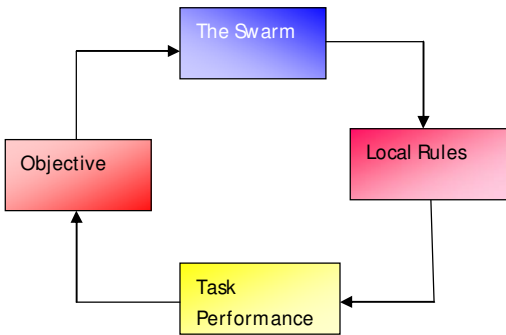 The Swarm
Objective
Local Rules
Task
Performance